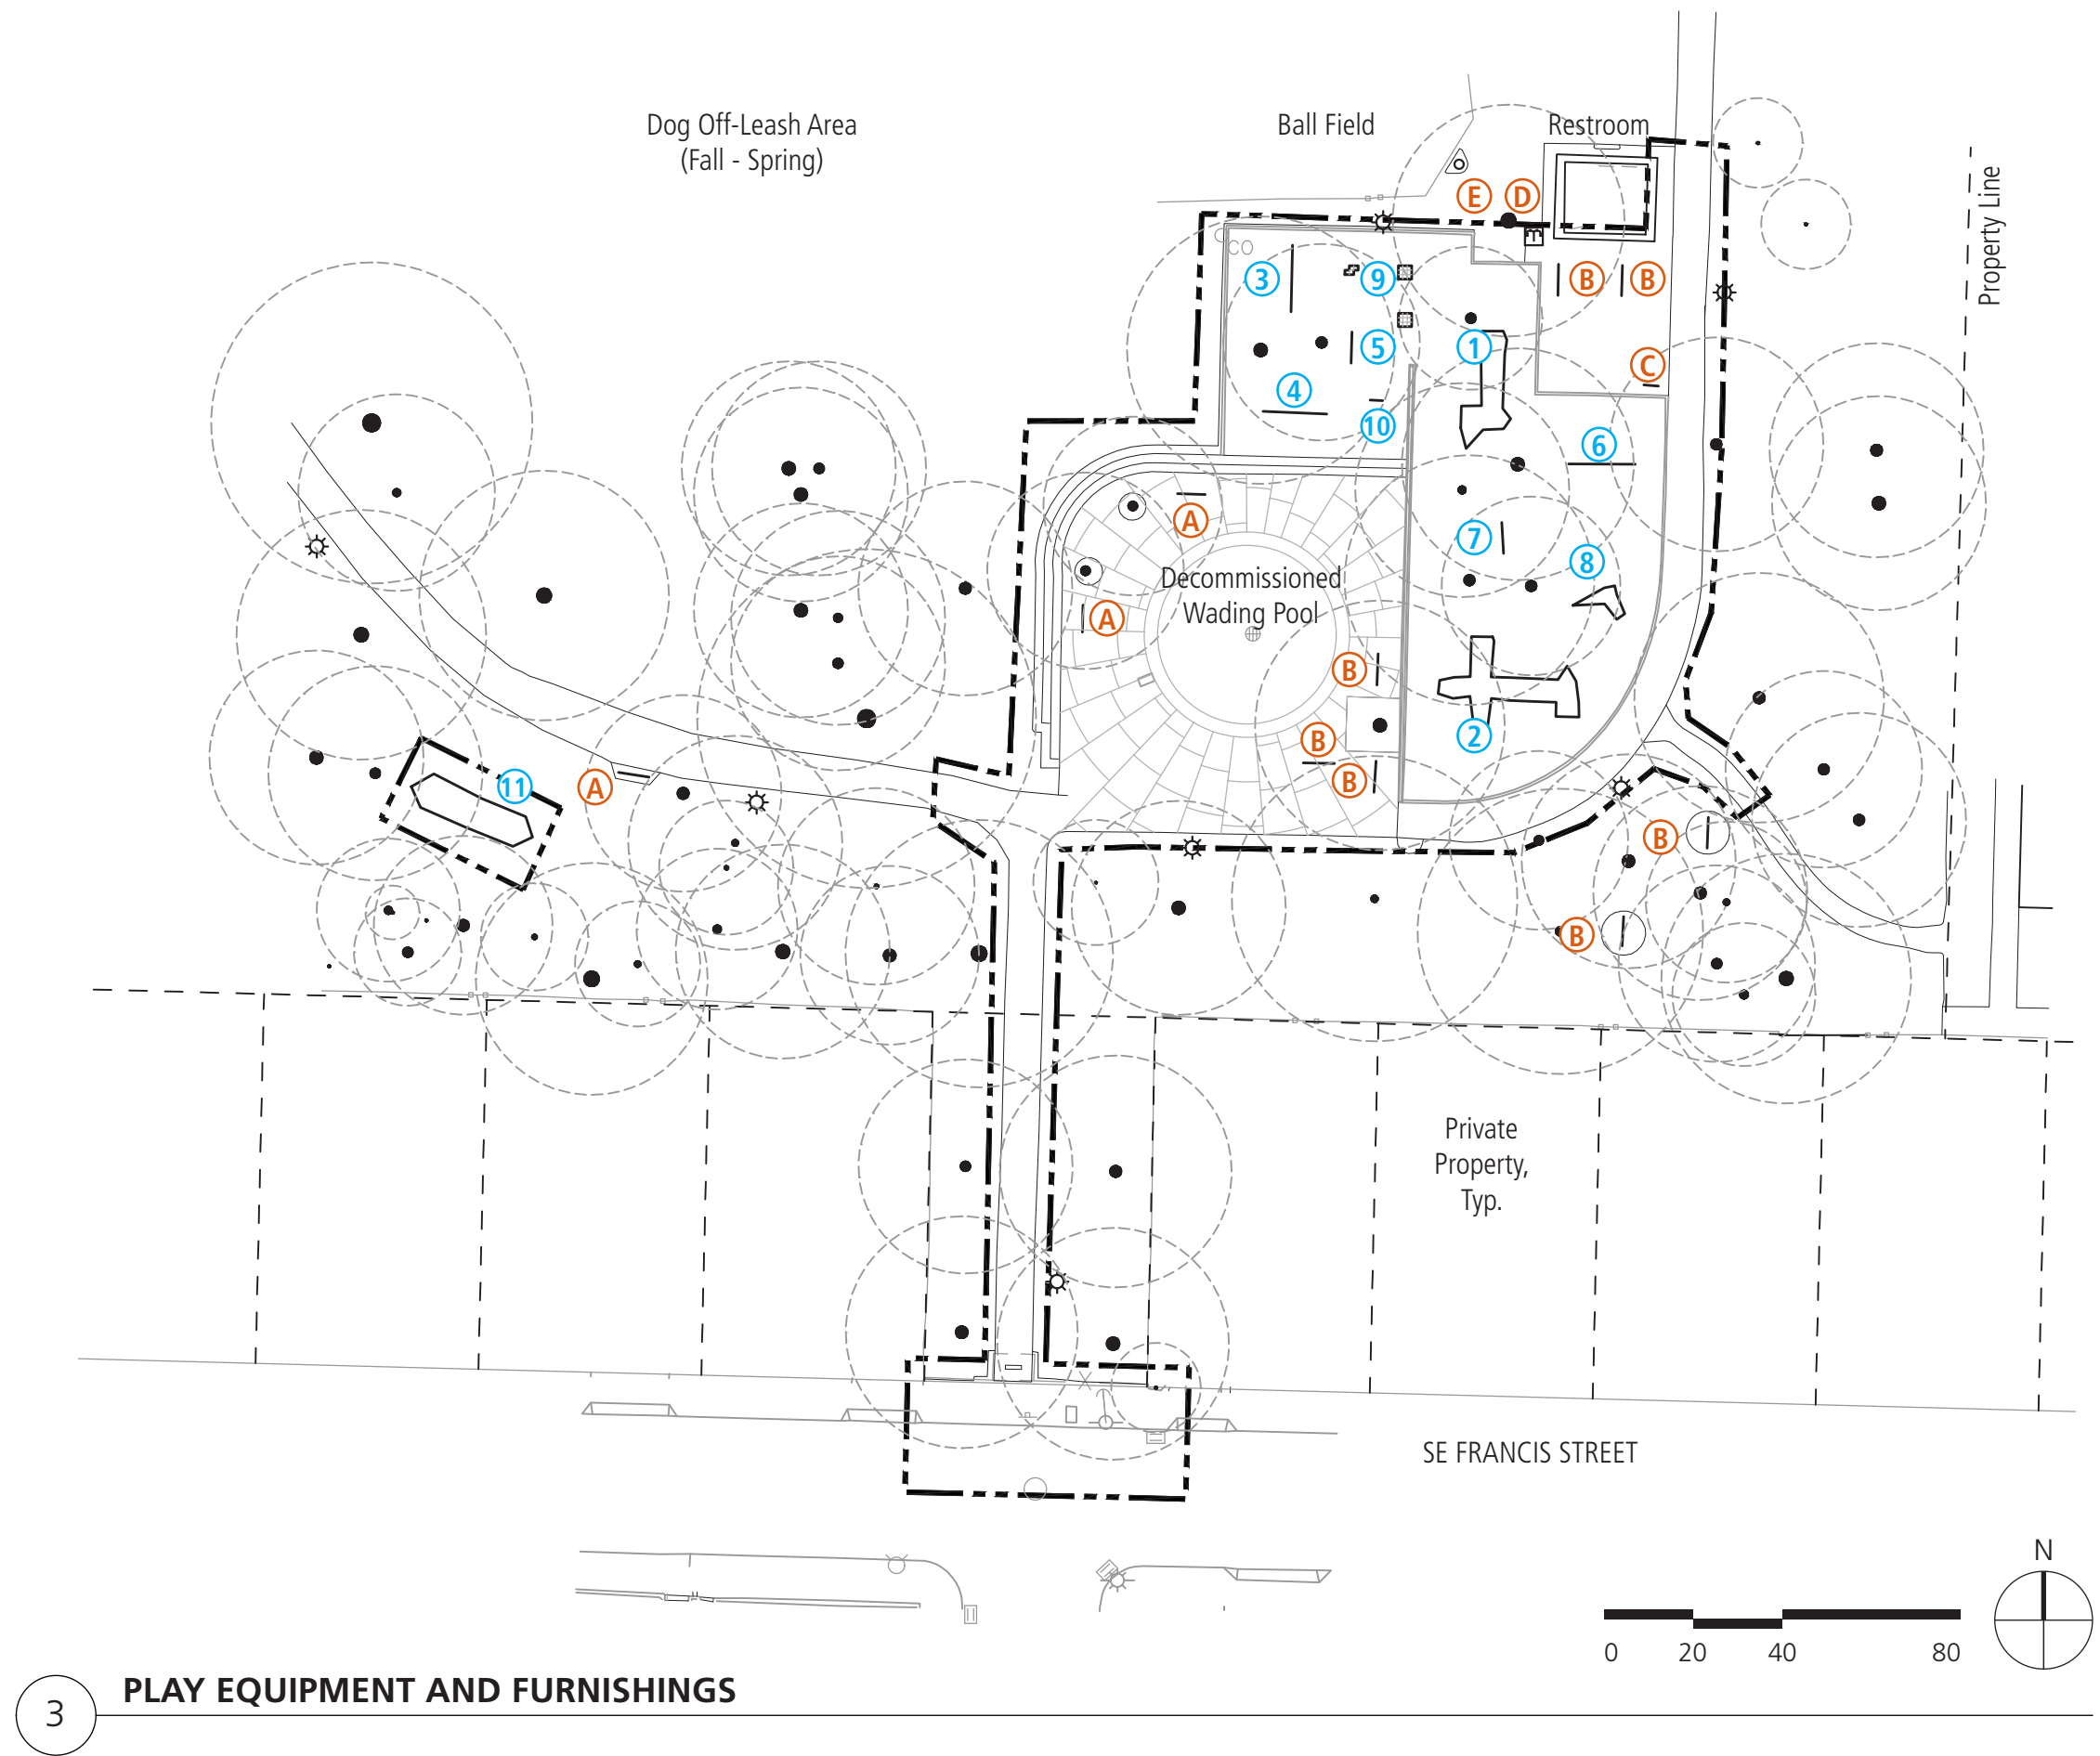 Dog Off-Leash Area
(Fall - Spring)
Ball Field
Restroom
Property Line
E
D
CO
3
9
B
B
5
1
C
4
10
6
A
7
8
Decommissioned
Wading Pool
A
B
2
B
B
11
A
B
B
Private
Property,
Typ.
SE FRANCIS STREET
N
0
20
40
80
3
PLAY EQUIPMENT AND FURNISHINGS